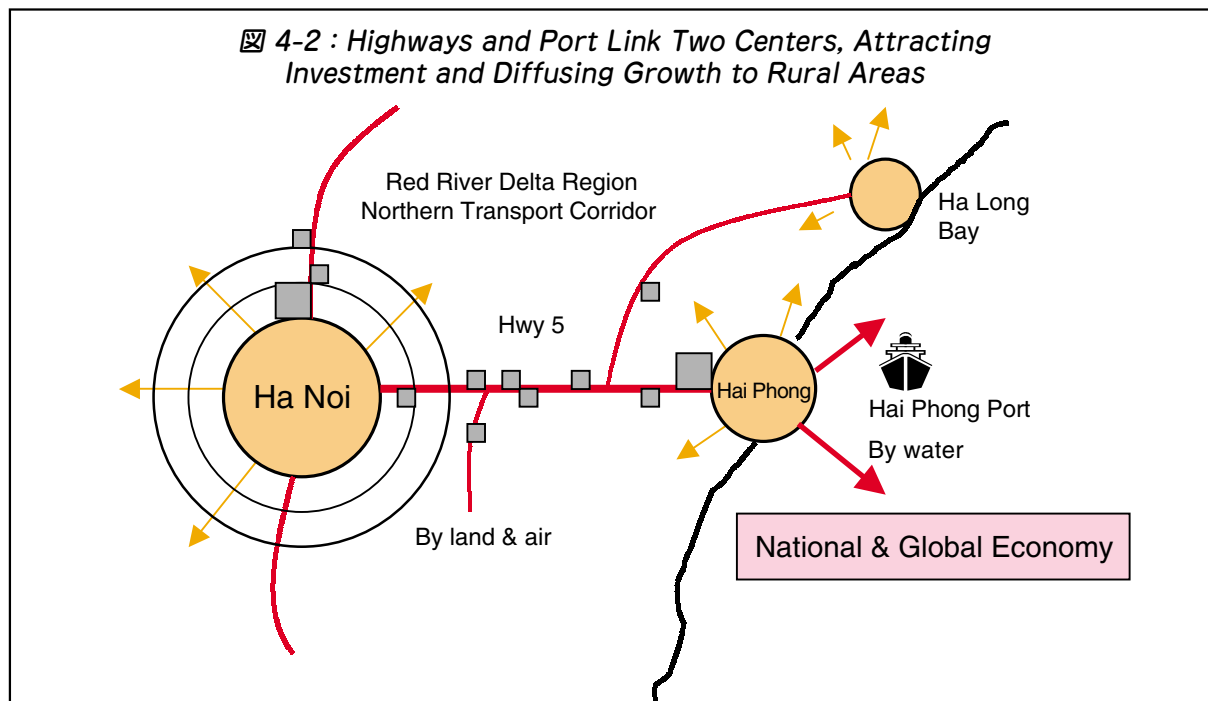 図 4-2 : Highways and Port Link Two Centers, Attracting
Investment and Diffusing Growth to Rural Areas
Red River Delta Region
Northern Transport Corridor
Ha Long
Bay
Hwy 5
Ha Noi
Hai Phong
Hai Phong Port
By water
By land & air
National & Global Economy